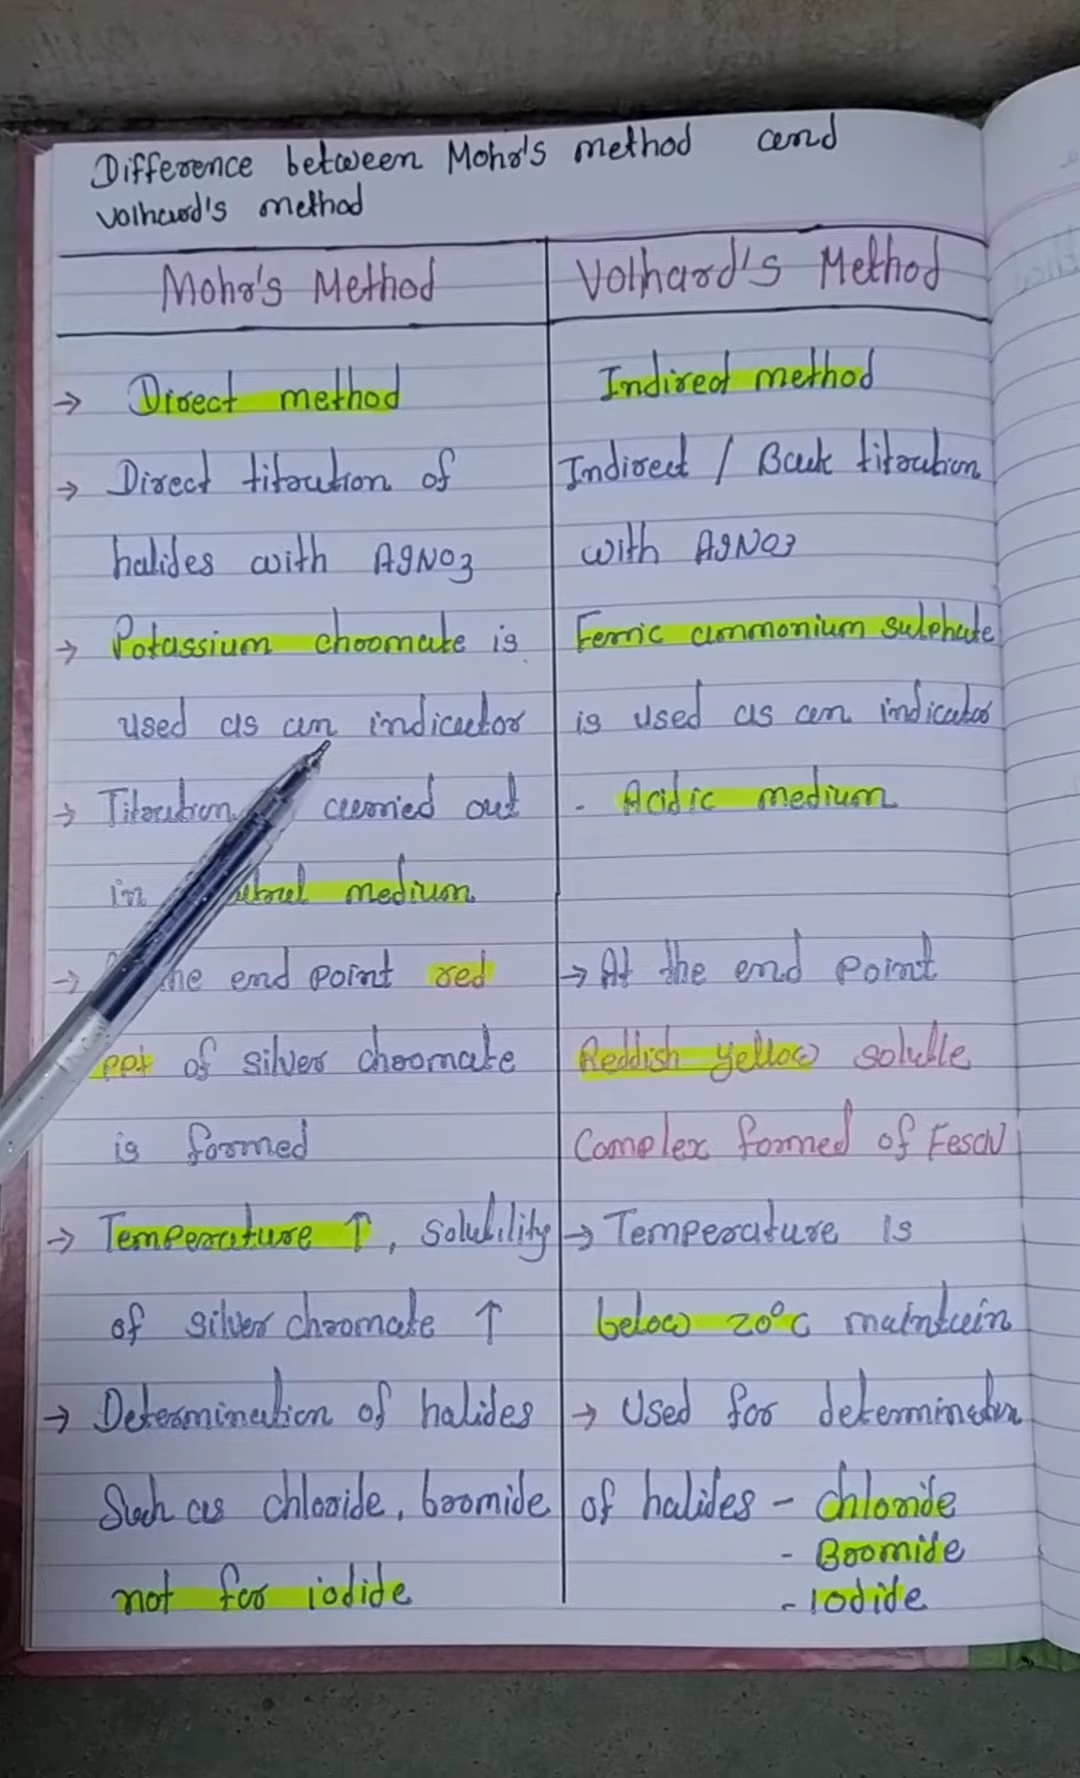 Difference between Mohr's method and
Volhard's method
Mohr's Method
Volhard's Method
→ Direct method
Indirect method
→ Direct titration of
Indirect / Back titration
halides with AgNO3
with AgNO3
→ Potassium chromate is
Ferric ammonium sulphate
used as an indicator
is used as an indicator
→ Titration carried out
- Acidic medium
in medium
→ end point red
→ At the end point
ppt of silver chromate
Reddish yellow soluble
is formed
Complex formed of FeSCN
→ Temperature ↑, solubility
→ Temperature is
of silver chromate ↑
below 20°C maintain
→ Determination of halides
→ Used for determination
Such as chloride, bromide
of halides - chloride
- Bromide
not for iodide
- Iodide